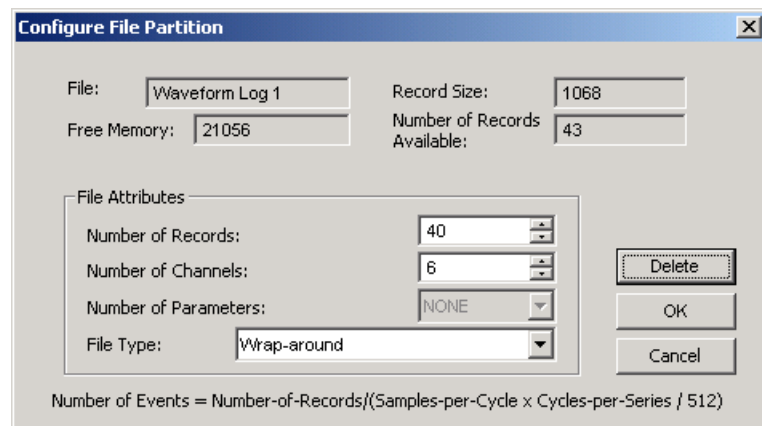 Configure File Partition
File: Waveform Log 1
Record Size: 1068
Free Memory: 21056
Number of Records
Available: 43
File Attributes
Number of Records: 40
Number of Channels: 6
Number of Parameters: NONE
File Type: Wrap-around
Delete
OK
Cancel
Number of Events = Number-of-Records/(Samples-per-Cycle x Cycles-per-Series / 512)